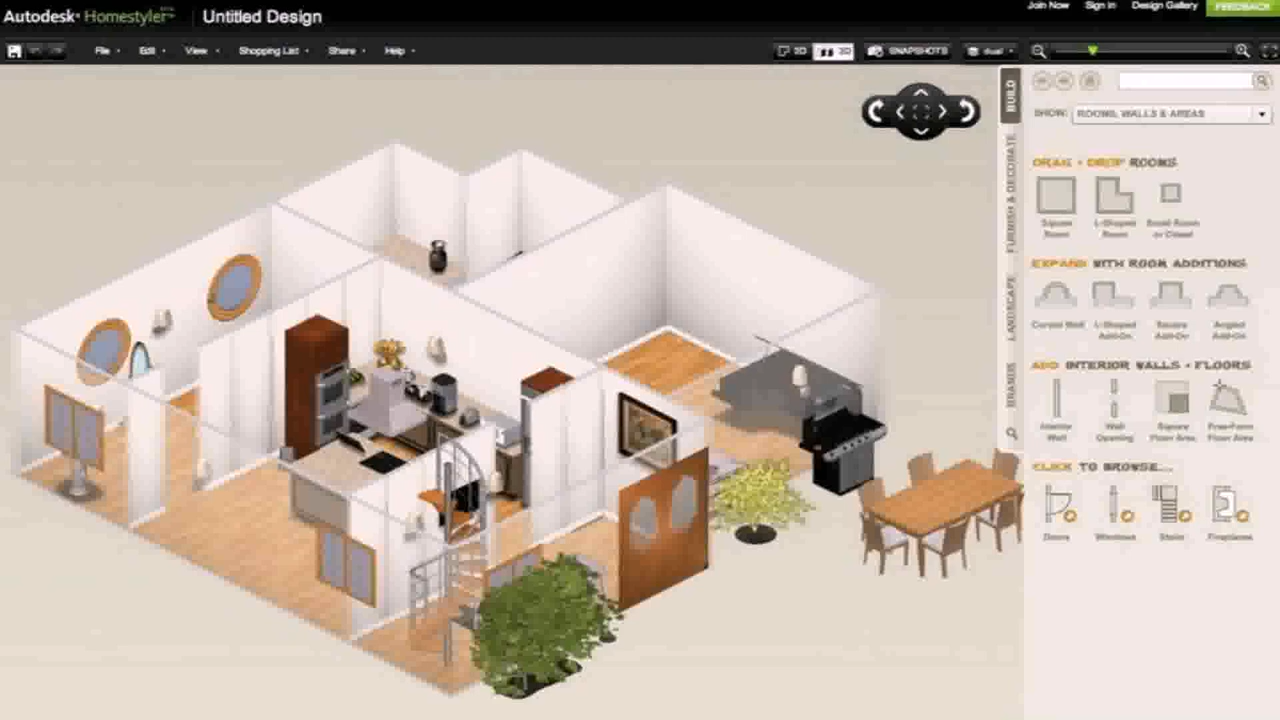 Autodesk® Homestyler™
Untitled Design
Join Now
Sign In
Design Gallery
FEEDBACK
File
Edit
View
Shopping List
Share
Help
2D
3D
SNAPSHOTS
dual
BUILD
FURNISH & DECORATE
LANDSCAPE
BRANDS
SHOW:
ROOMS, WALLS & AREAS
DRAG + DROP ROOMS
Square
Room
L-Shaped
Room
Small Room
or Closet
EXPAND WITH ROOM ADDITIONS
Curved Wall
L-Shaped
Add-On
Square
Add-On
Angled
Add-On
ADD INTERIOR WALLS + FLOORS
Interior
Wall
Wall
Opening
Square
Floor Area
Free-Form
Floor Area
CLICK TO BROWSE...
Doors
Windows
Stairs
Fireplaces